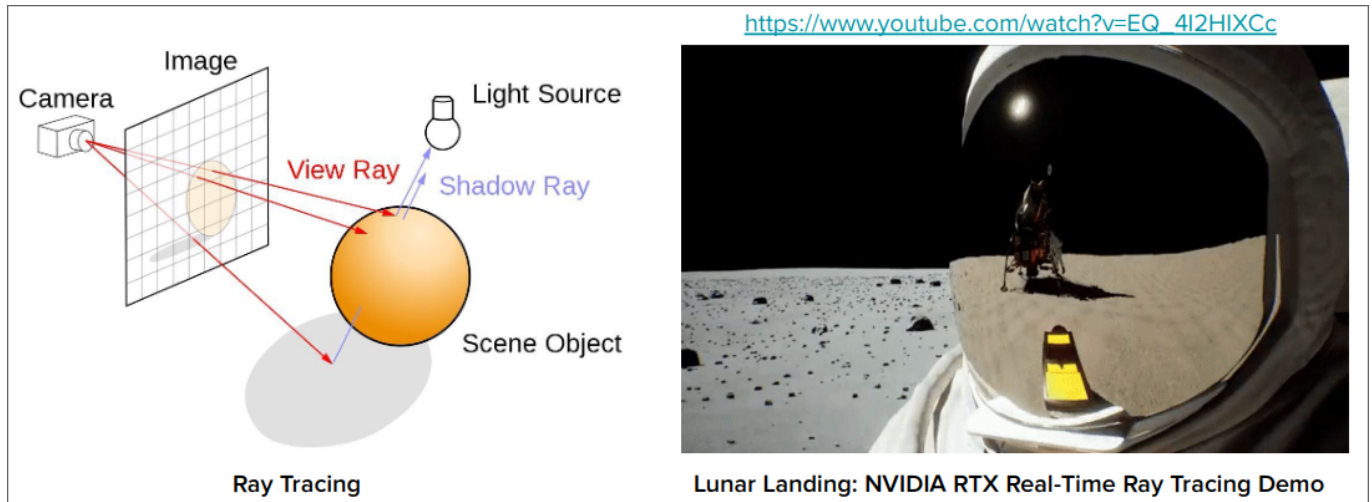 https://www.youtube.com/watch?v=EQ_4I2HIXCc
Image
Camera
Light Source
View Ray
Shadow Ray
Scene Object
Ray Tracing
Lunar Landing: NVIDIA RTX Real-Time Ray Tracing Demo